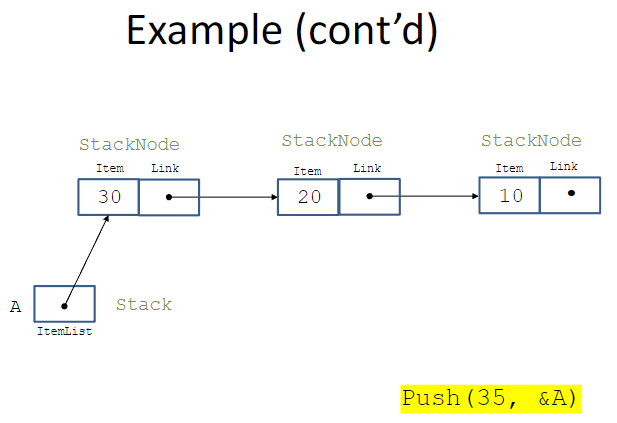 Example (cont’d)
StackNode StackNode StackNode
Item Link Item Link Item Link
30 20 10
A Stack
ItemList
Push(35, &A)